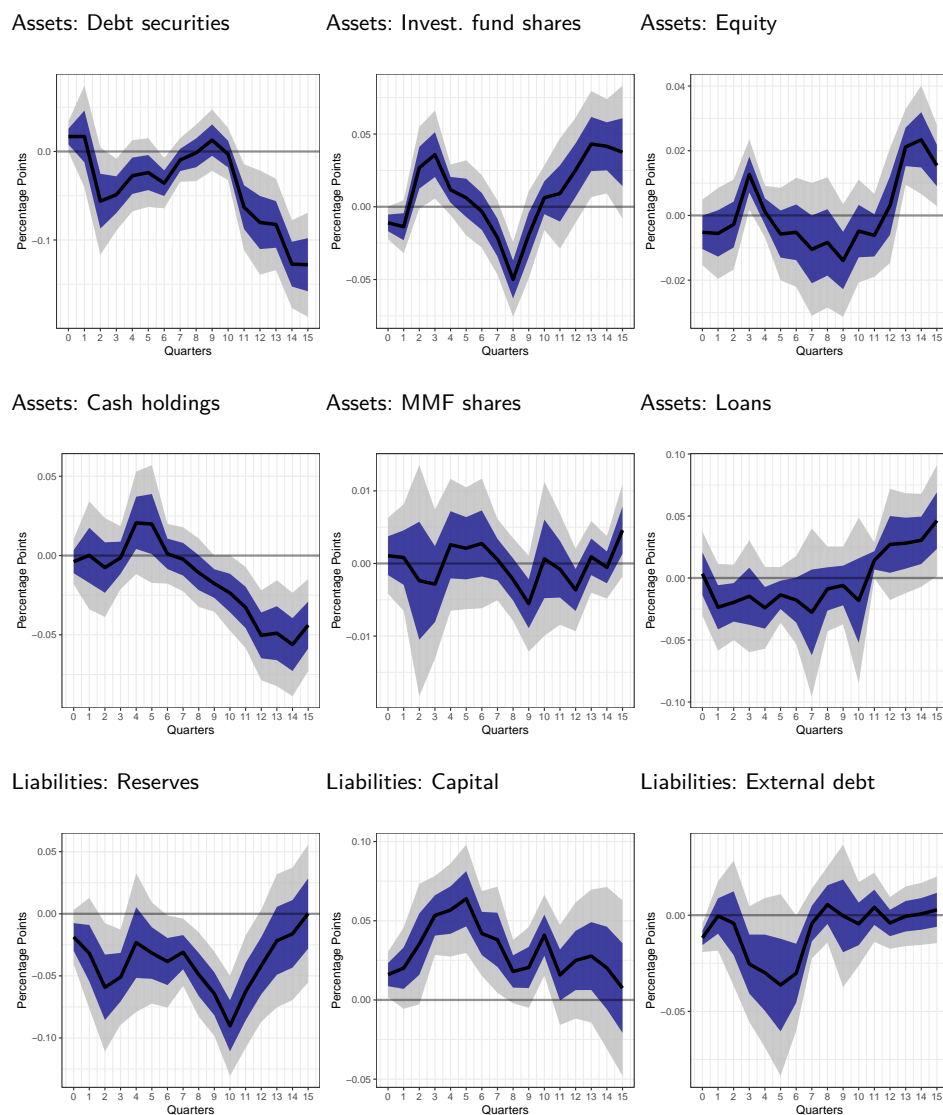 Assets: Debt securities
Assets: Invest. fund shares
Assets: Equity
Percentage Points
0.0
−0.1
0 1 2 3 4 5 6 7 8 9 10 11 12 13 14 15
Quarters
Percentage Points
0.05
0.00
−0.05
0 1 2 3 4 5 6 7 8 9 10 11 12 13 14 15
Quarters
Percentage Points
0.04
0.02
0.00
−0.02
0 1 2 3 4 5 6 7 8 9 10 11 12 13 14 15
Quarters
Assets: Cash holdings
Assets: MMF shares
Assets: Loans
Percentage Points
0.05
0.00
−0.05
0 1 2 3 4 5 6 7 8 9 10 11 12 13 14 15
Quarters
Percentage Points
0.01
0.00
−0.01
0 1 2 3 4 5 6 7 8 9 10 11 12 13 14 15
Quarters
Percentage Points
0.10
0.05
0.00
−0.05
−0.10
0 1 2 3 4 5 6 7 8 9 10 11 12 13 14 15
Quarters
Liabilities: Reserves
Liabilities: Capital
Liabilities: External debt
Percentage Points
0.05
0.00
−0.05
−0.10
0 1 2 3 4 5 6 7 8 9 10 11 12 13 14 15
Quarters
Percentage Points
0.10
0.05
0.00
−0.05
0 1 2 3 4 5 6 7 8 9 10 11 12 13 14 15
Quarters
Percentage Points
0.00
−0.05
0 1 2 3 4 5 6 7 8 9 10 11 12 13 14 15
Quarters